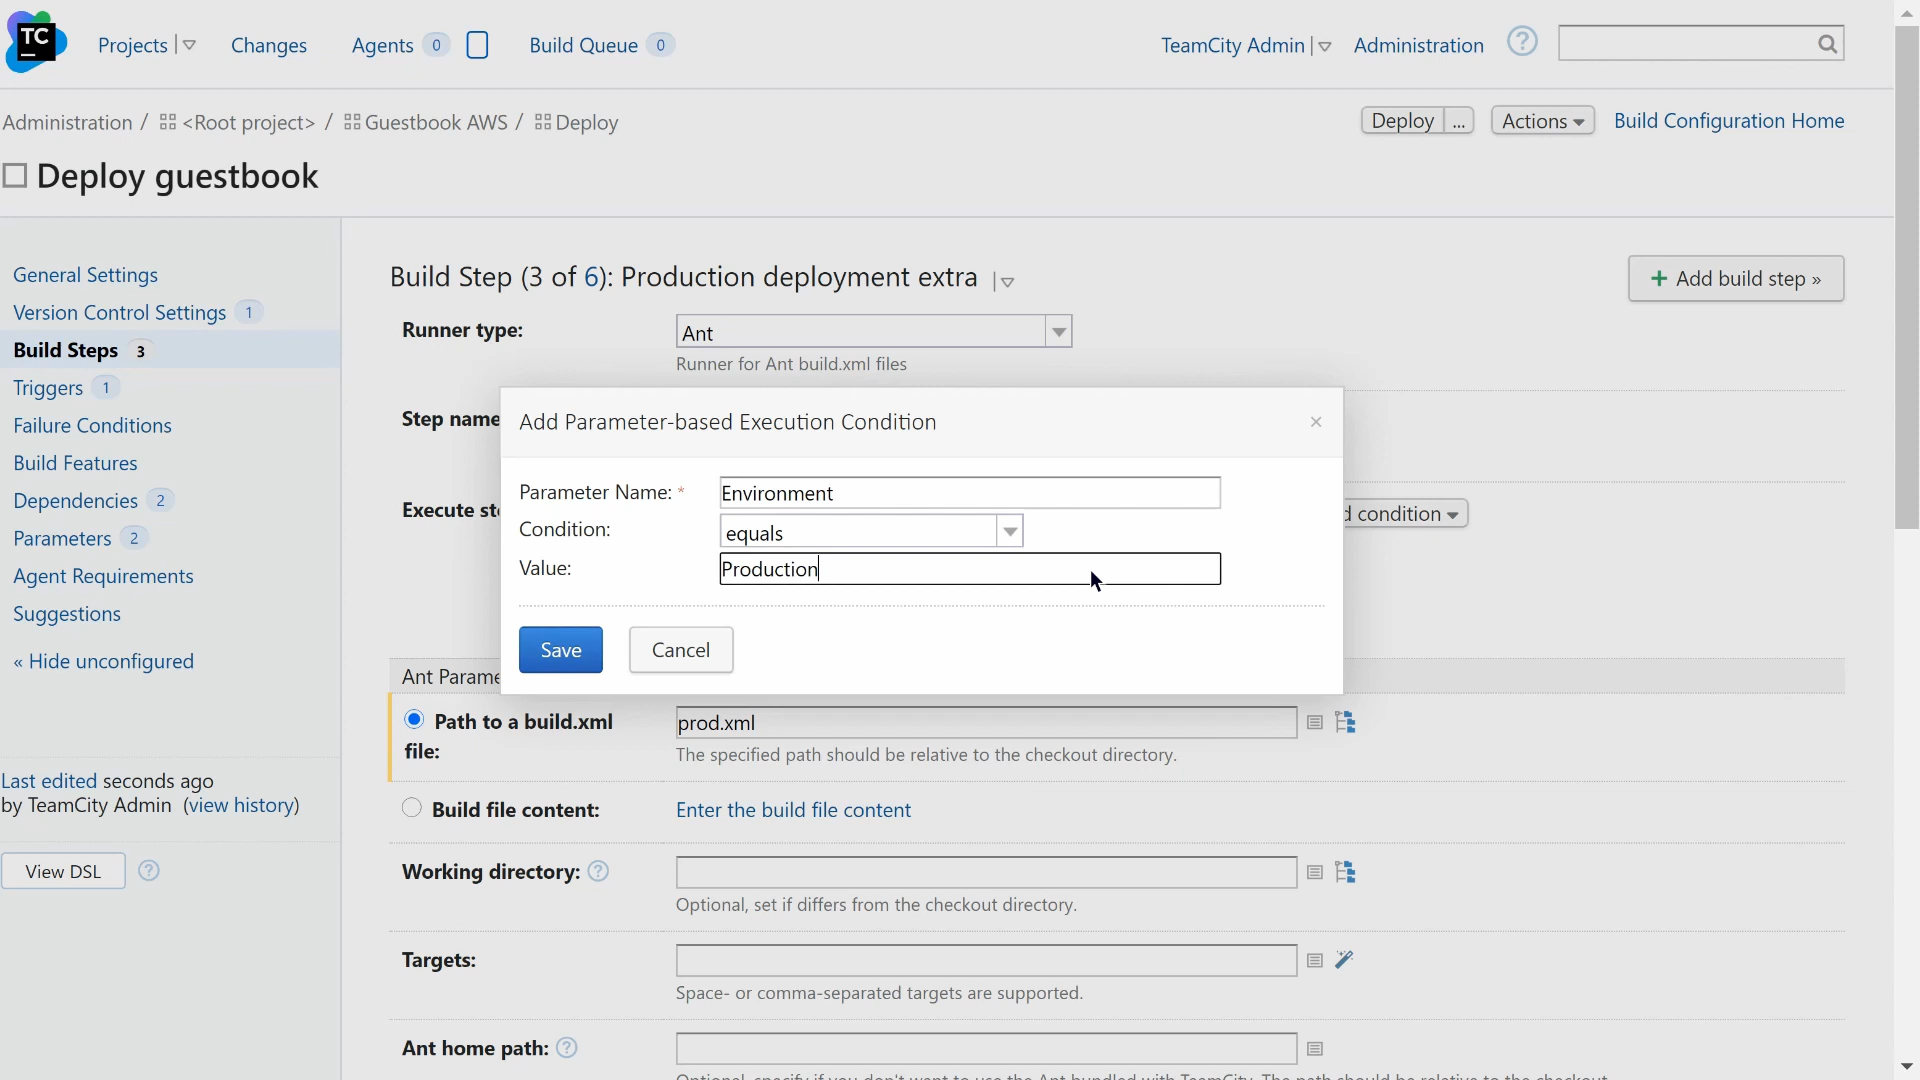 TC
Projects
Changes
Agents 0
Build Queue 0
TeamCity Admin
Administration
?
Administration / <Root project> / Guestbook AWS / Deploy
Deploy ...
Actions
Build Configuration Home
Deploy guestbook
General Settings
Version Control Settings 1
Build Steps 3
Triggers 1
Failure Conditions
Build Features
Dependencies 2
Parameters 2
Agent Requirements
Suggestions
« Hide unconfigured
Last edited seconds ago
by TeamCity Admin (view history)
View DSL ?
Build Step (3 of 6): Production deployment extra
+ Add build step »
Runner type: Ant
Runner for Ant build.xml files
Step name
Execute st
d condition
Add Parameter-based Execution Condition ×
Parameter Name: * Environment
Condition: equals
Value: Production
Save Cancel
Ant Parame
Path to a build.xml
file:
prod.xml
The specified path should be relative to the checkout directory.
Build file content: Enter the build file content
Working directory: ?
Optional, set if differs from the checkout directory.
Targets:
Space- or comma-separated targets are supported.
Ant home path: ?
Optional, specify if you don't want to use the Ant bundled with TeamCity. The path should be relative to the checkout